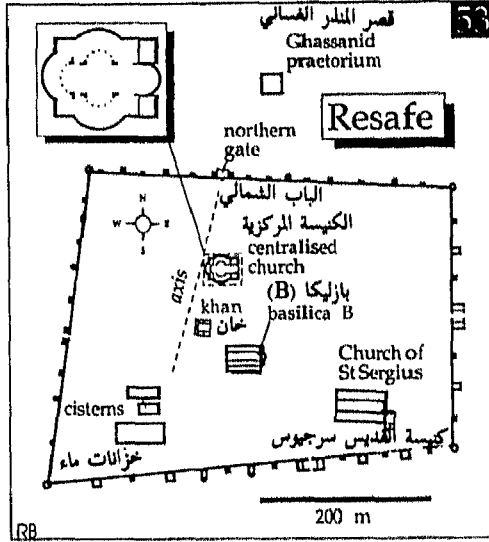 53
قصر المنذر الغساني
Ghassanid
praetorium
Resafe
northern
gate
الباب الشمالي
N
W
E
S
الكنيسة المركزية
centralised
church
axis
khan
خان
بازليكا (B)
basilica B
Church of
St Sergius
كنيسة القديس سرجيوس
cisterns
خزانات ماء
200 m
RB